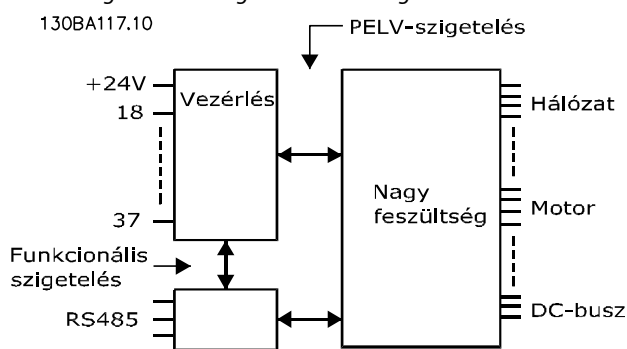 130BA117.10
PELV-szigetelés
+24V
Vezérlés
18
Hálózat
Nagy
feszültség
37
Motor
Funkcionális
szigetelés
RS485
DC-busz